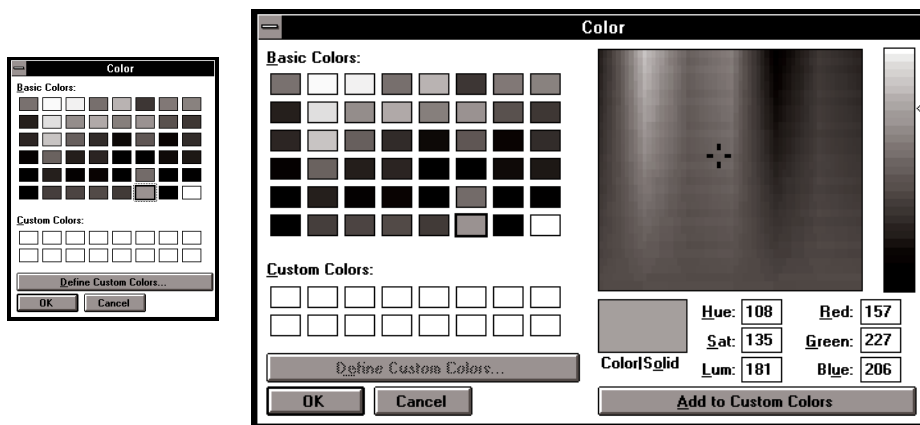 Color
Basic Colors:
Custom Colors:
Define Custom Colors...
OK Cancel
Color
Basic Colors:
Custom Colors:
Define Custom Colors...
OK Cancel
Color|Solid
Hue: 108 Red: 157
Sat: 135 Green: 227
Lum: 181 Blue: 206
Add to Custom Colors